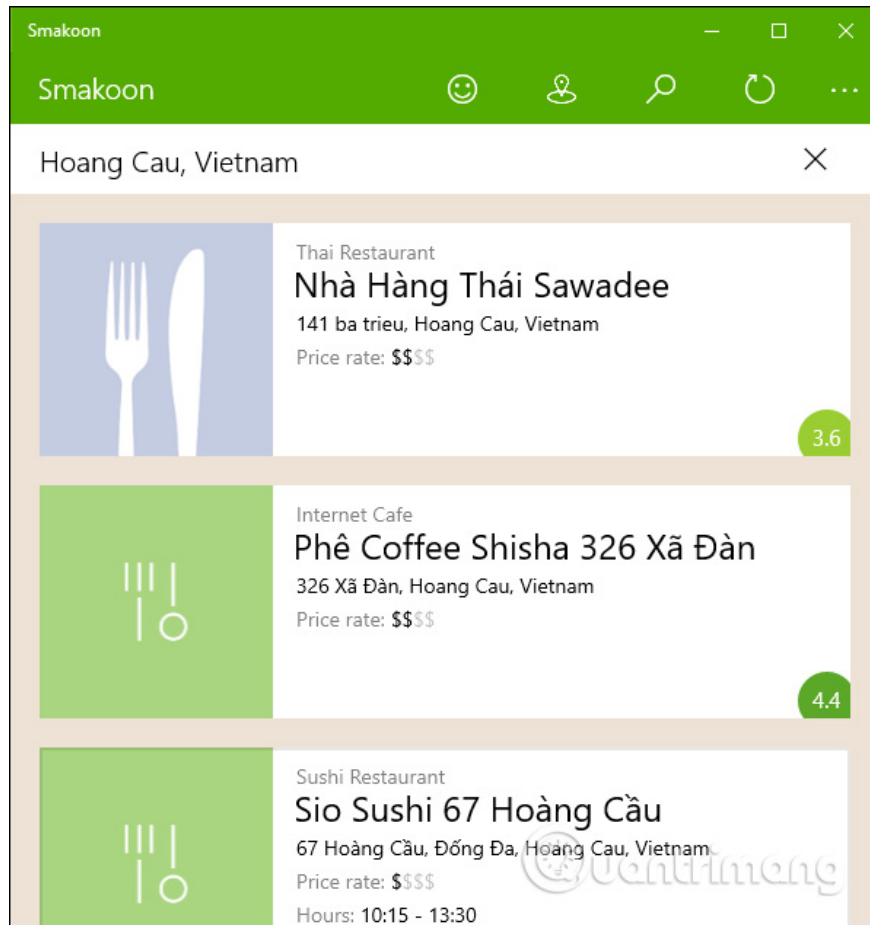 Smakoon
Smakoon
Hoang Cau, Vietnam
Thai Restaurant
Nhà Hàng Thái Sawadee
141 ba trieu, Hoang Cau, Vietnam
Price rate: $$$$
3.6
Internet Cafe
Phê Coffee Shisha 326 Xã Đàn
326 Xã Đàn, Hoang Cau, Vietnam
Price rate: $$$$
4.4
Sushi Restaurant
Sio Sushi 67 Hoàng Cầu
67 Hoàng Cầu, Đống Đa, Hoang Cau, Vietnam
Quantrimang
Price rate: $$$$
Hours: 10:15 - 13:30